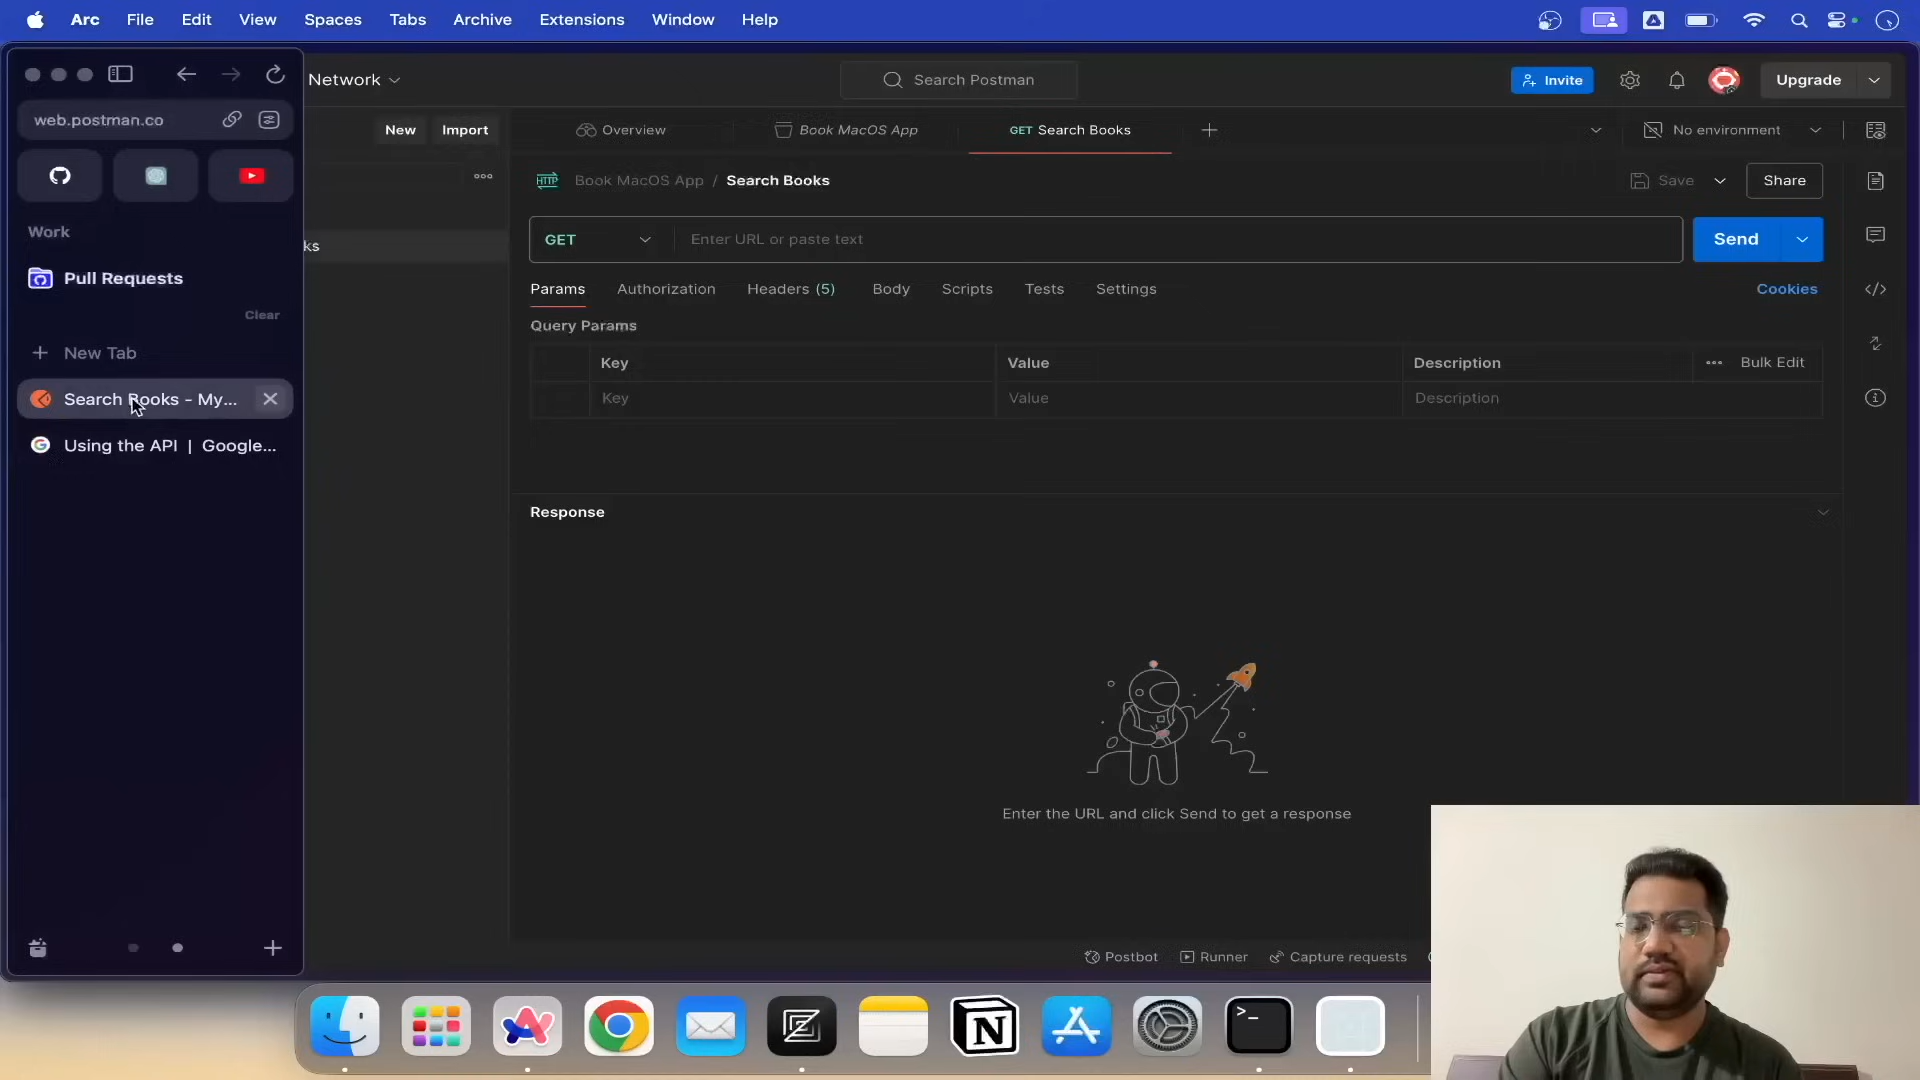 Arc File Edit View Spaces Tabs Archive Extensions Window Help
Network
Search Postman
Invite
Upgrade
web.postman.co
New Import
Overview
Book MacOS App
GET Search Books
No environment
HTTP Book MacOS App / Search Books
Save
Share
Work
ks
GET
Enter URL or paste text
Send
Pull Requests
Params Authorization Headers (5) Body Scripts Tests Settings
Cookies
Clear
Query Params
New Tab
Key Value Description
Bulk Edit
Search Books - My...
Key Value Description
Using the API | Google...
Response
Enter the URL and click Send to get a response
Postbot
Runner
Capture requests